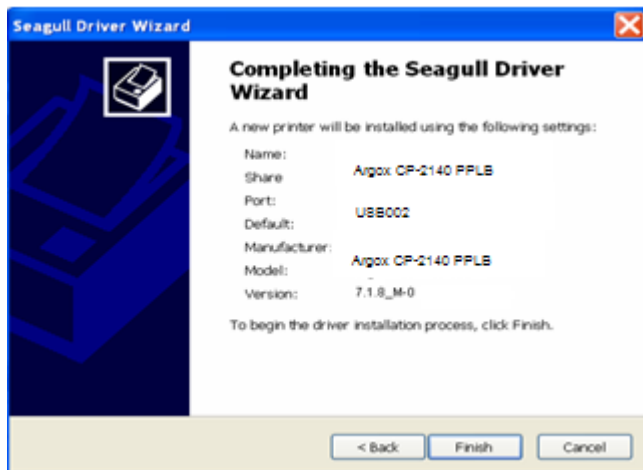 Seagull Driver Wizard
Completing the Seagull Driver
Wizard
A new printer will be installed using the following settings:
Name:
Argox CP-2140 PPLB
Share
Port:
USB002
Default:
Manufacturer:
Argox CP-2140 PPLB
Model:
Version: 7.1.8_M-0
To begin the driver installation process, click Finish.
< Back Finish Cancel